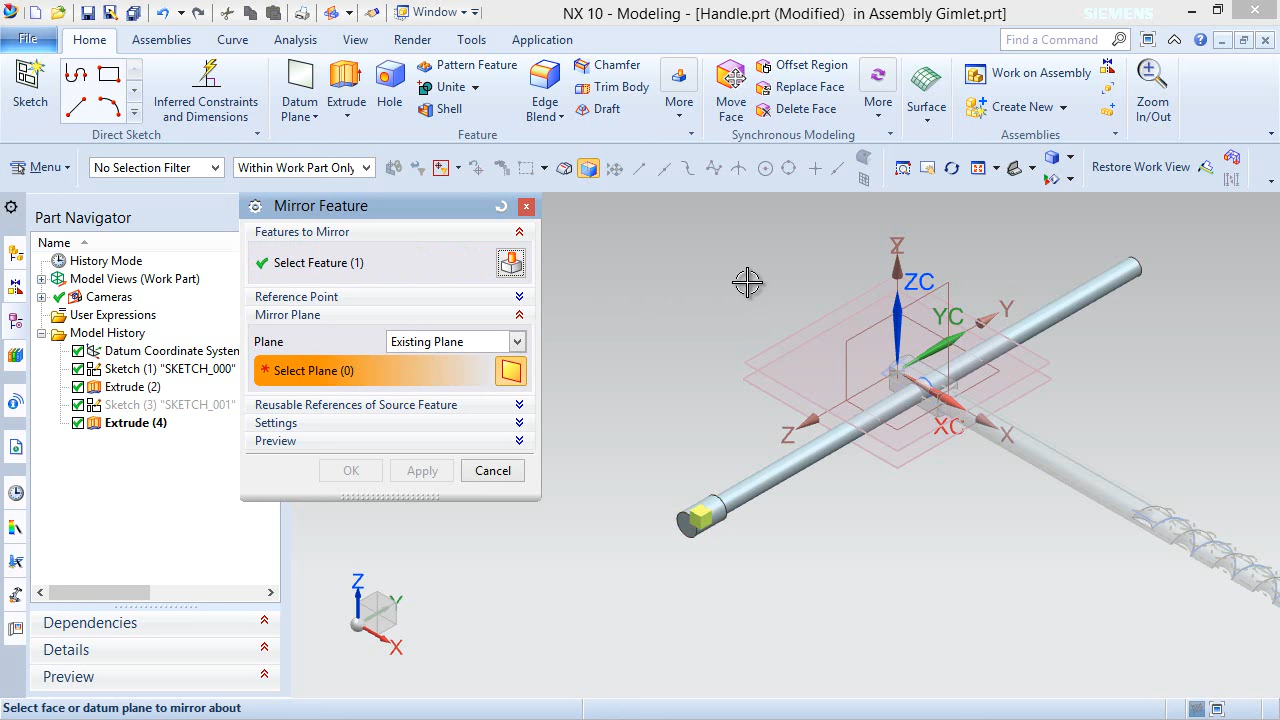 Window
NX 10 - Modeling - [Handle.prt (Modified) in Assembly Gimlet.prt]
SIEMENS
File
Home
Assemblies
Curve
Analysis
View
Render
Tools
Application
Find a Command
Sketch
Direct Sketch
Inferred Constraints
and Dimensions
Datum
Plane
Extrude
Hole
Pattern Feature
Unite
Shell
Edge
Blend
Chamfer
Trim Body
Draft
More
Feature
Move
Face
Offset Region
Replace Face
Delete Face
More
Synchronous Modeling
Surface
Work on Assembly
Create New
Assemblies
Zoom
In/Out
Menu
No Selection Filter
Within Work Part Only
Restore Work View
Part Navigator
Name
History Mode
Model Views (Work Part)
Cameras
User Expressions
Model History
Datum Coordinate System
Sketch (1) "SKETCH_000"
Extrude (2)
Sketch (3) "SKETCH_001"
Extrude (4)
Dependencies
Details
Preview
Mirror Feature
Features to Mirror
Select Feature (1)
Reference Point
Mirror Plane
Plane
Existing Plane
* Select Plane (0)
Reusable References of Source Feature
Settings
Preview
OK
Apply
Cancel
Z
ZC
YC
Y
Z
XC
X
Z
Y
X
Select face or datum plane to mirror about